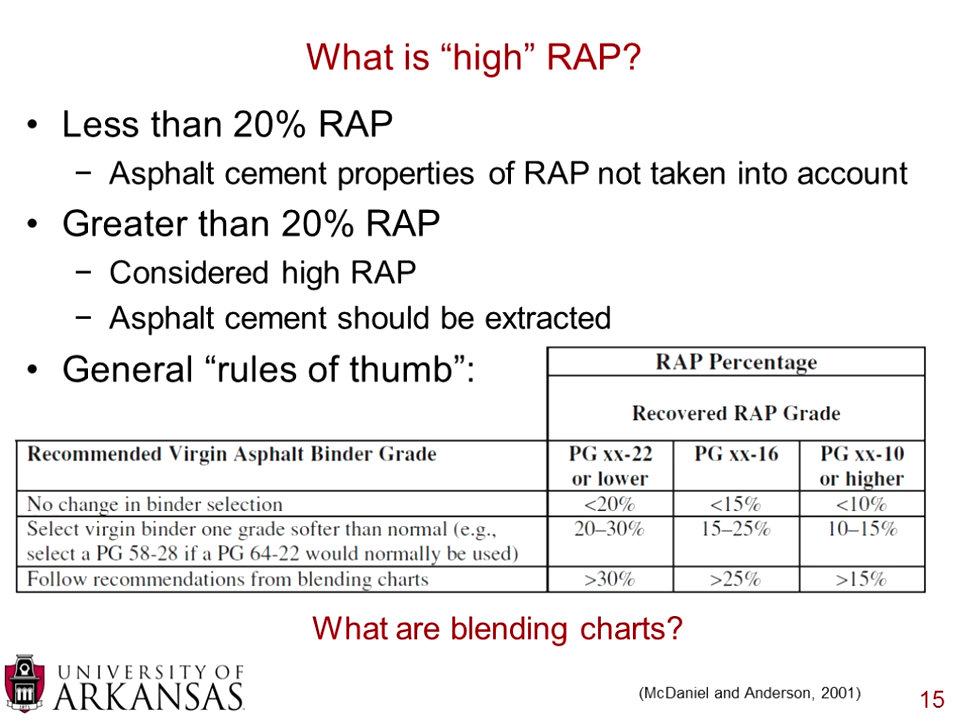 What is “high” RAP?
• Less than 20% RAP
− Asphalt cement properties of RAP not taken into account
• Greater than 20% RAP
− Considered high RAP
− Asphalt cement should be extracted
• General “rules of thumb”:
RAP Percentage
Recovered RAP Grade
Recommended Virgin Asphalt Binder Grade PG xx-22 or lower PG xx-16 PG xx-10 or higher
No change in binder selection <20% <15% <10%
Select virgin binder one grade softer than normal (e.g., 20–30% 15–25% 10–15%
select a PG 58-28 if a PG 64-22 would normally be used)
Follow recommendations from blending charts >30% >25% >15%
What are blending charts?
UNIVERSITY OF
ARKANSAS
(McDaniel and Anderson, 2001)
15